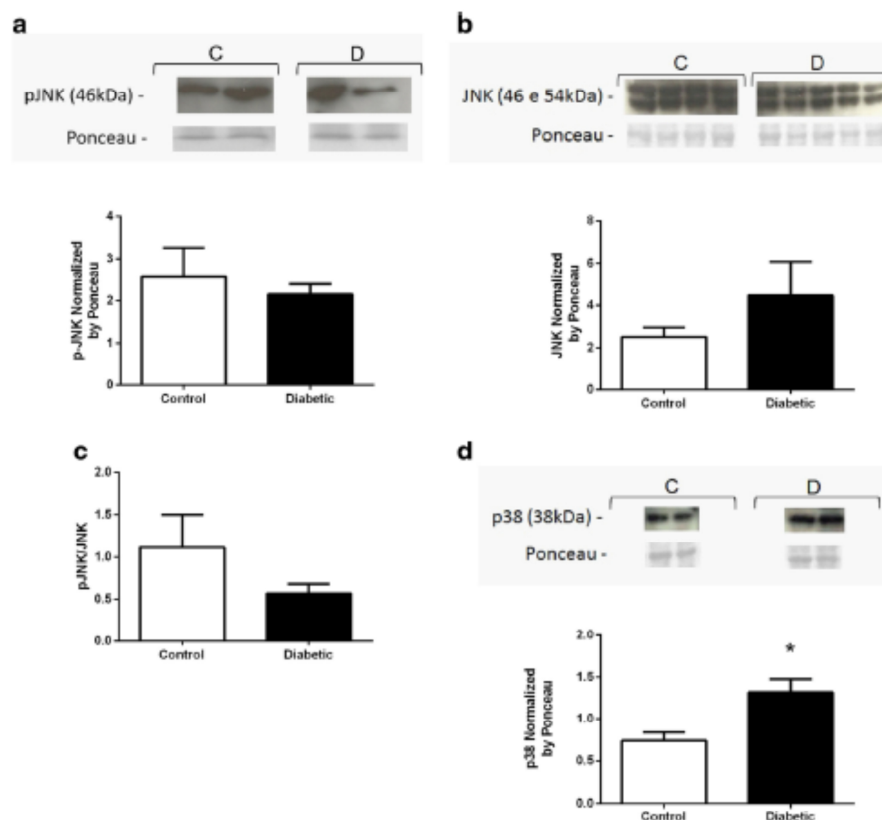 a
C D
pJNK (46kDa) -
Ponceau -
p-JNK Normalized
by Ponceau
4
3
2
1
0
Control Diabetic
b
C D
JNK (46 e 54kDa) -
Ponceau -
JNK Normalized
by Ponceau
8
6
4
2
0
Control Diabetic
c
pJNK/JNK
2.0
1.5
1.0
0.5
0.0
Control Diabetic
d
C D
p38 (38kDa) -
Ponceau -
p38 Normalized
by Ponceau
2.0
1.5
1.0
0.5
0.0
*
Control Diabetic